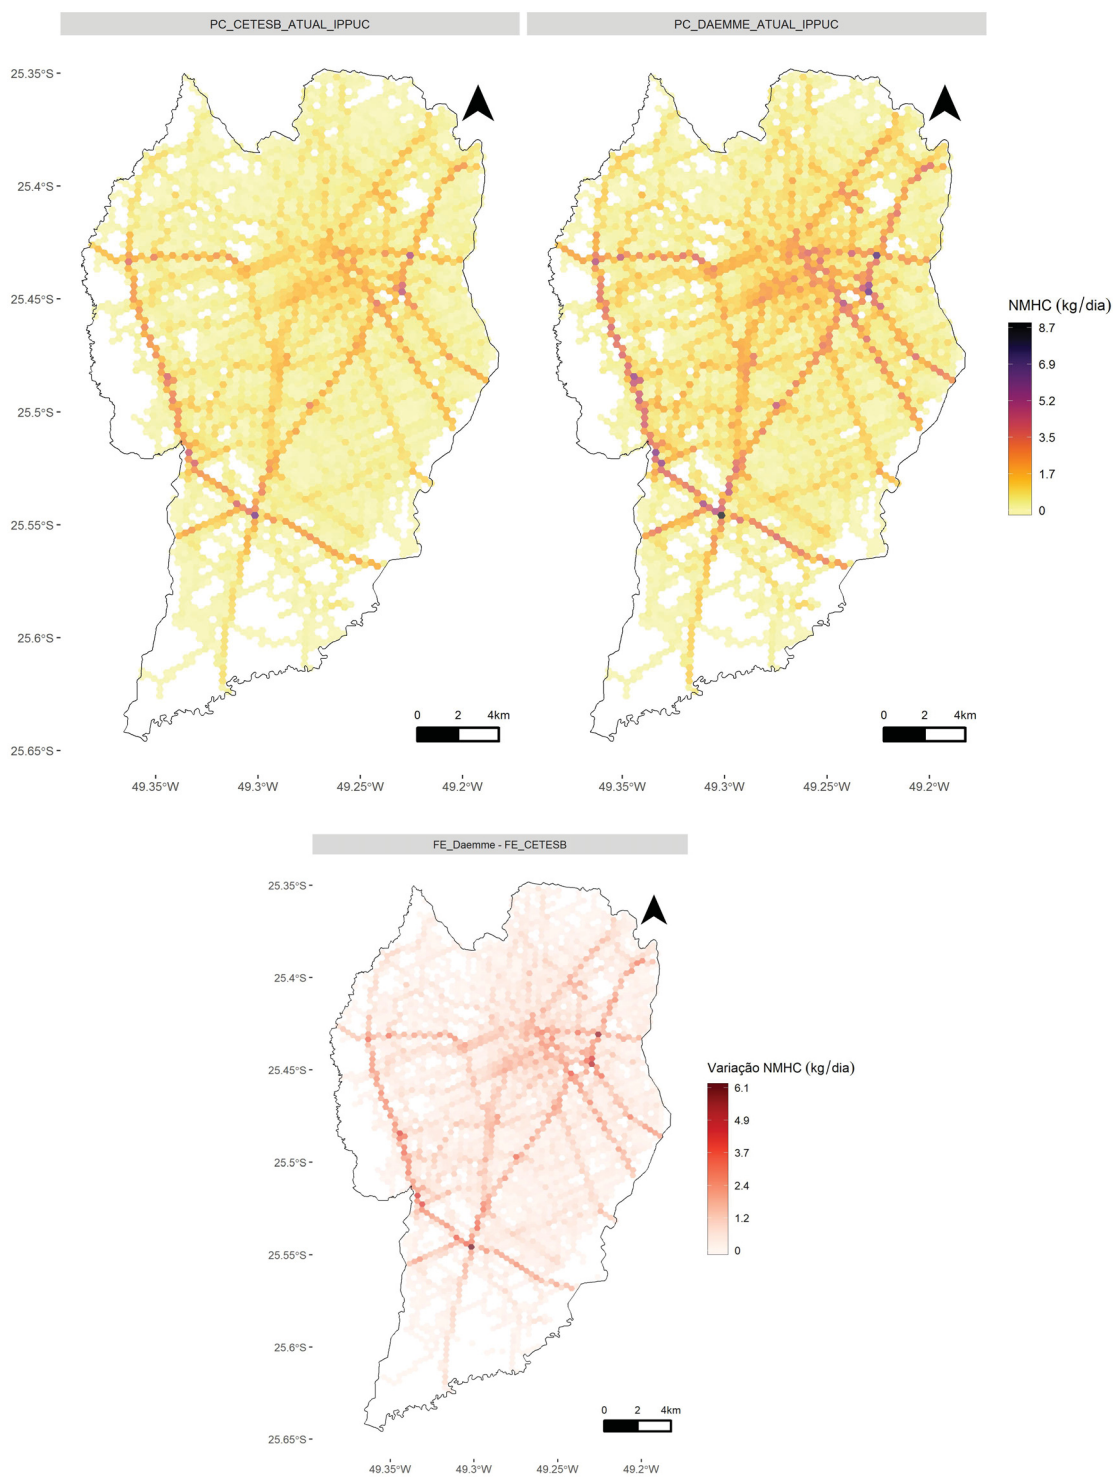 PC_CETESB_ATUAL_IPPUC
PC_DAEMME_ATUAL_IPPUC
25.35°S
25.4°S
25.45°S
25.5°S
25.55°S
25.6°S
25.65°S
0 2 4km
0 2 4km
49.35°W 49.3°W 49.25°W 49.2°W
49.35°W 49.3°W 49.25°W 49.2°W
NMHC (kg/dia)
8.7
6.9
5.2
3.5
1.7
0
FE_Daemme - FE_CETESB
25.35°S
25.4°S
25.45°S
25.5°S
25.55°S
25.6°S
25.65°S
0 2 4km
49.35°W 49.3°W 49.25°W 49.2°W
Variação NMHC (kg/dia)
6.1
4.9
3.7
2.4
1.2
0